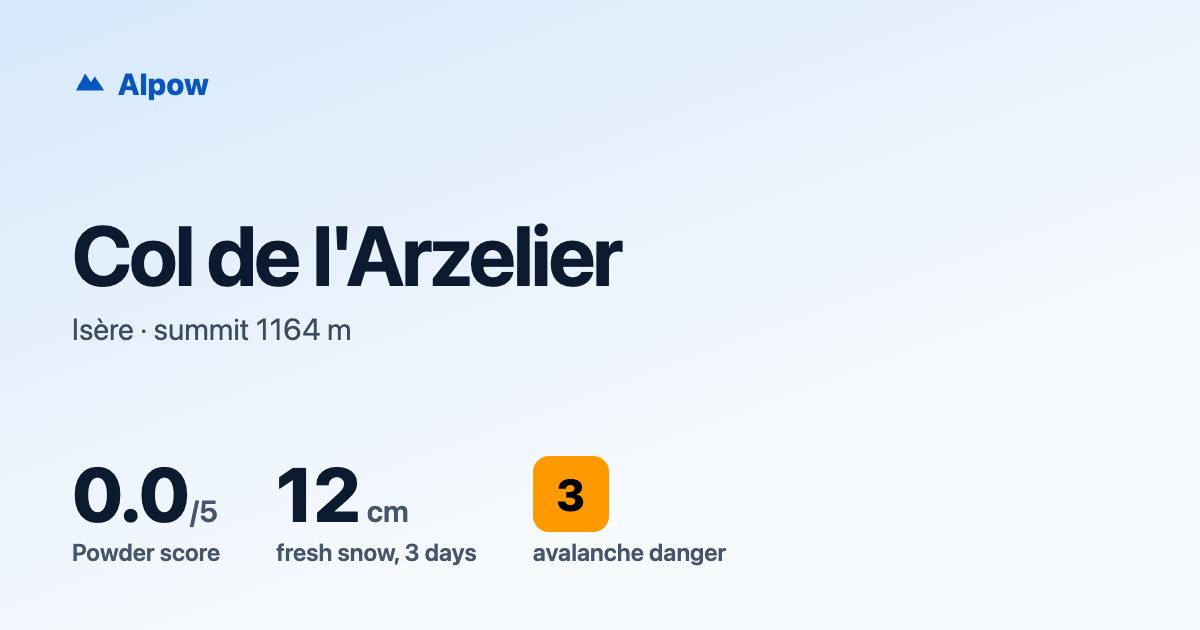 Alpow
Col de l'Arzelier
Isère · summit 1164 m
0.0/5
Powder score
12 cm
fresh snow, 3 days
3
avalanche danger